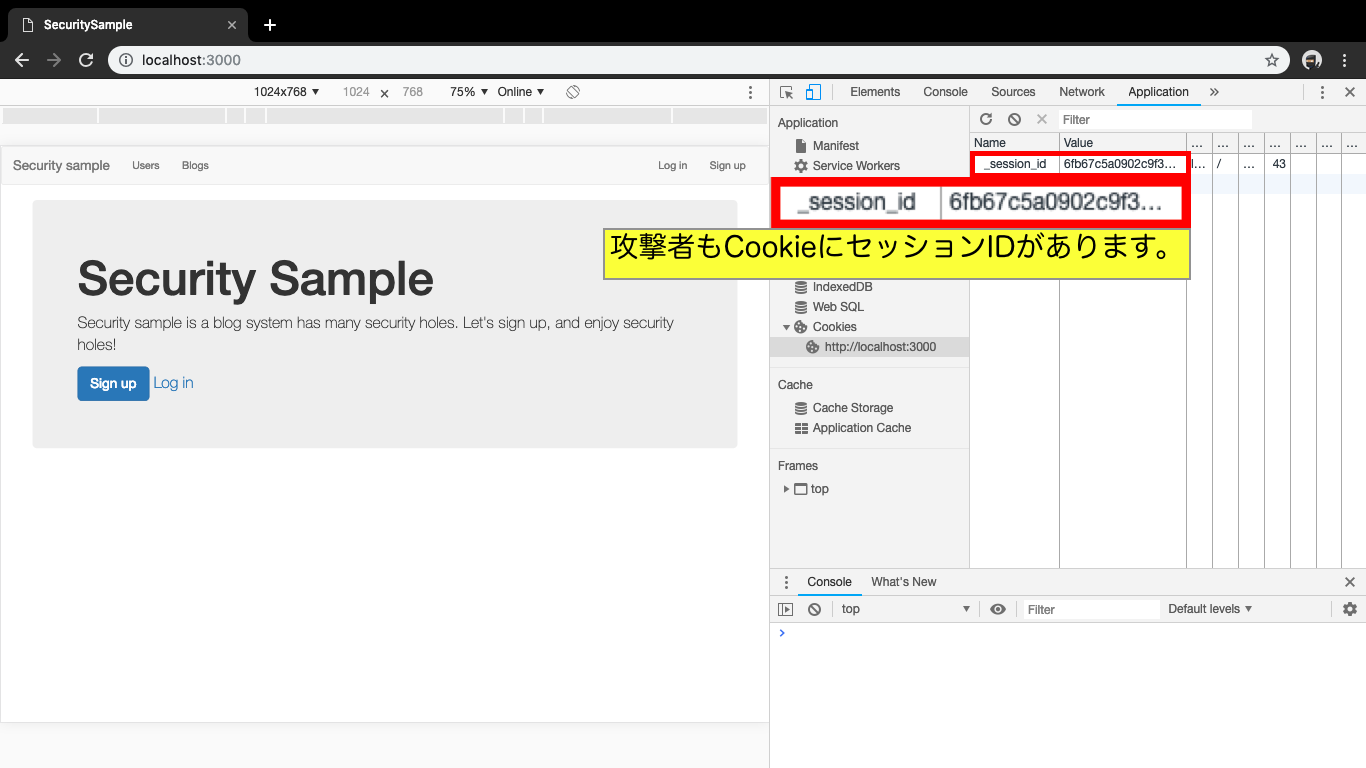 SecuritySample
localhost:3000
1024x768 ▼ 1024 × 768 75% ▼ Online ▼
Elements Console Sources Network Application »
Security sample Users Blogs Log in Sign up
Security Sample
Security sample is a blog system has many security holes. Let's sign up, and enjoy security
holes!
Sign up Log in
Application
Manifest
Service Workers
Filter
Name Value ... ... ... ... ... ... ...
_session_id 6fb67c5a0902c9f3... l... / ... 43
_session_id 6fb67c5a0902c9f3...
攻撃者もCookieにセッションIDがあります。
IndexedDB
Web SQL
Cookies
http://localhost:3000
Cache
Cache Storage
Application Cache
Frames
top
Console What's New
top ▼ Filter Default levels ▼